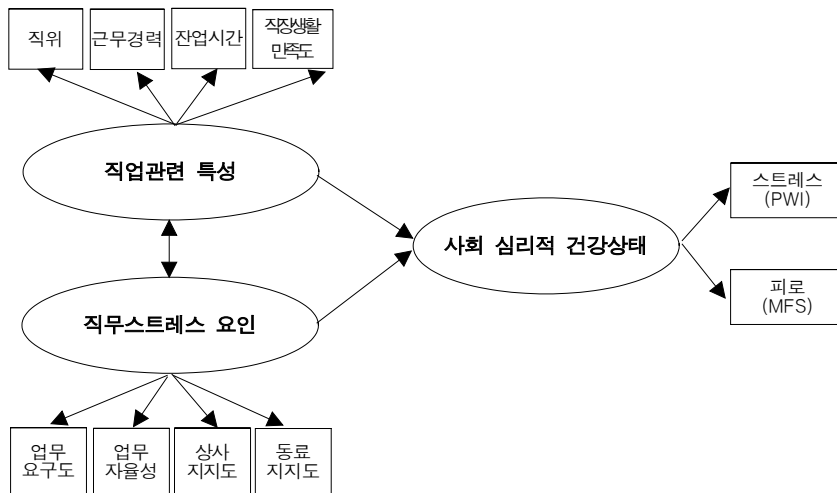 직위
근무경력
잔업시간
직장생활
만족도
직업관련 특성
스트레스
(PWI)
사회 심리적 건강상태
피로
(MFS)
직무스트레스 요인
업무
요구도
업무
자율성
상사
지지도
동료
지지도